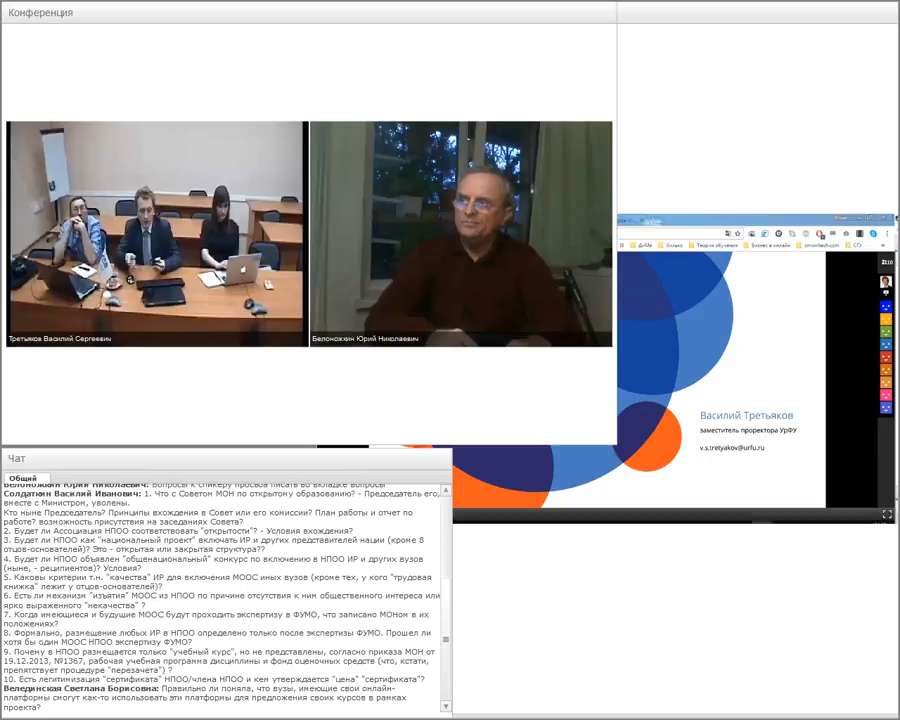 Конференция
Третьяков Василий Сергеевич
Белоножкин Юрий Николаевич
Василий Третьяков
заместитель проректора УрФУ
v.s.tretyakov@urfu.ru
Чат
Общий
Белоножкин Юрий Николаевич: Вопросы к спикеру просьба писать во вкладке Вопросы
Солдаткин Василий Иванович: 1. Что с Советом МОН по открытому образованию? - Председатель его,
вместе с Министром, уволены.
Кто ныне Председатель? Принципы вхождения в Совет или его комиссии? План работы и отчет по
работе? возможность присутствия на заседаниях Совета?
2. Будет ли Ассоциация НПОО соответствовать "открытости"? - Условия вхождения?
3. Будет ли НПОО как "национальный проект" включать ИР и других представителей нации (кроме 8
отцов-основателей)? Это - открытая или закрытая структура??
4. Будет ли НПОО объявлен "общенациональный" конкурс по включению в НПОО ИР и других вузов
(ныне, - реципиентов)? Условия?
5. Каковы критерии т.н. "качества" ИР для включения МООС иных вузов (кроме тех, у кого "трудовая
книжка" лежит у отцов-основателей)?
6. Есть ли механизм "изъятия" МООС из НПОО по причине отсутствия к ним общественного интереса или
ярко выраженного "некачества" ?
7. Когда имеющиеся и будущие МООС будут проходить экспертизу в ФУМО, что записано МОНом в их
положениях?
8. Формально, размещение любых ИР в НПОО определено только после экспертизы ФУМО. Прошел ли
хотя бы один МООС НПОО экспертизу ФУМО?
9. Почему в НПОО размещается только "учебный курс", но не представлены, согласно приказа МОН от
19.12.2013, №1367, рабочая учебная программа дисциплины и фонд оценочных средств (что, кстати,
препятствует процедуре "перезачета") ?
10. Есть легитимизация "сертификата" НПОО/члена НПОО и кем утверждается "цена" "сертификата"?
Велединская Светлана Борисовна: Правильно ли поняла, что вузы, имеющие свои онлайн-
платформы смогут как-то использовать эти платформы для предложения своих курсов в рамках
проекта?